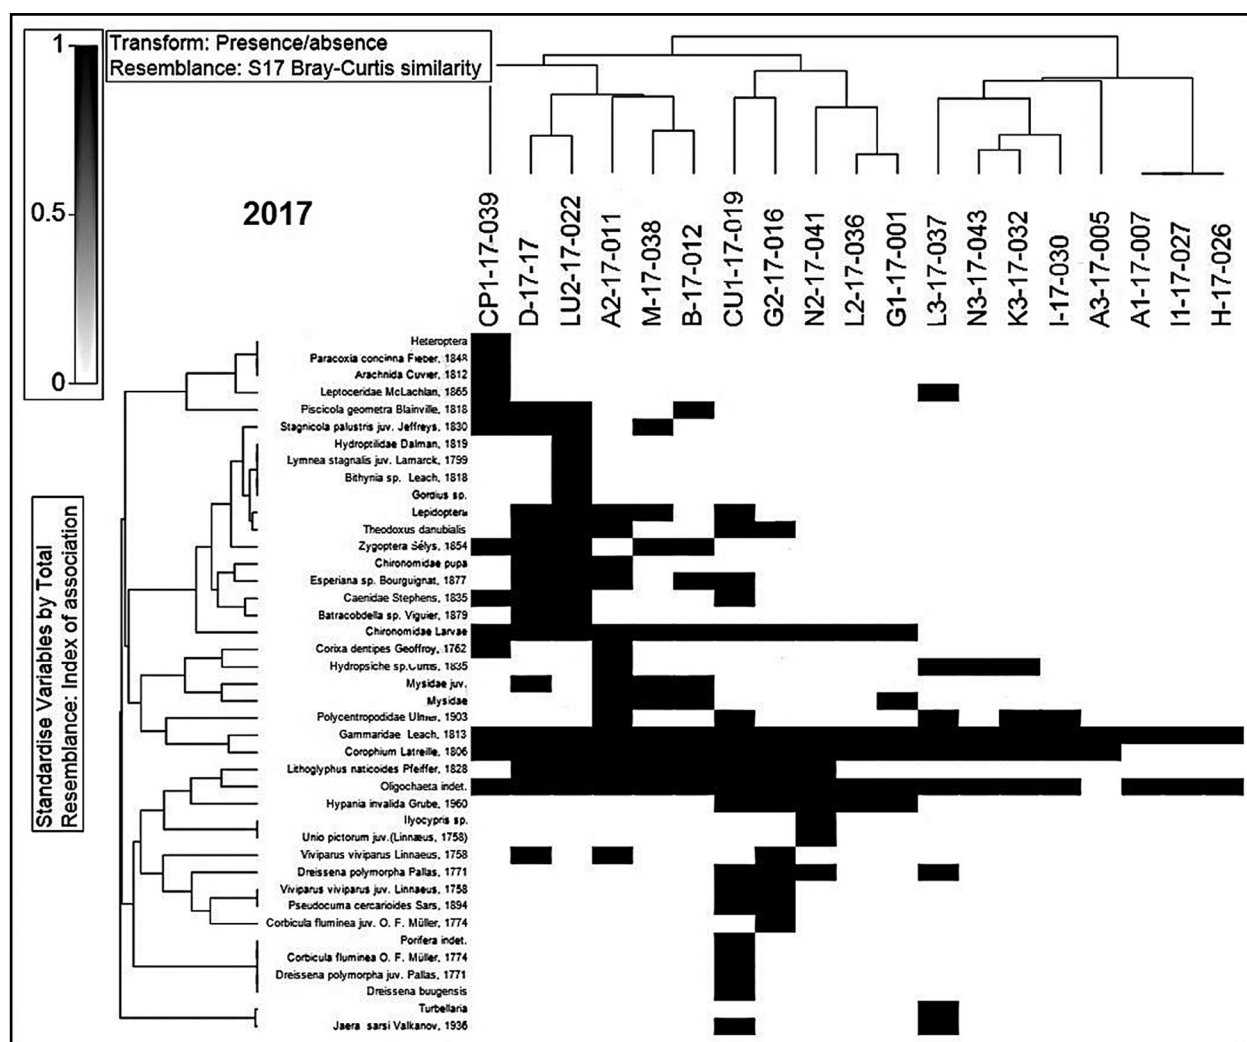 1
0.5
0
Transform: Presence/absence
Resemblance: S17 Bray-Curtis similarity
2017
CP1-17-039
D-17-17
LU2-17-022
A2-17-011
M-17-038
B-17-012
CU1-17-019
G2-17-016
N2-17-041
L2-17-036
G1-17-001
L3-17-037
N3-17-043
K3-17-032
I-17-030
A3-17-005
A1-17-007
I1-17-027
H-17-026
Standardise Variables by Total
Resemblance: Index of association
Heteroptera
Paracoxia concinna Fieber, 1848
Arachnida Cuvier, 1812
Leptoceridae McLachlan, 1865
Piscicola geometra Blainville, 1818
Stagnicola palustris juv. Jeffreys, 1830
Hydroptilidae Dalman, 1819
Lymnea stagnalis juv. Lamarck, 1799
Bithynia sp. Leach, 1818
Gordius sp.
Lepidoptera
Theodoxus danubialis
Zygoptera Sélys, 1854
Chironomidae pupa
Esperiana sp. Bourguignat, 1877
Caenidae Stephens, 1835
Batracobdella sp. Viguier, 1879
Chironomidae Larvae
Corixa dentipes Geoffroy, 1762
Hydropsiche sp.Curtis, 1835
Mysidae juv.
Mysidae
Polycentropodidae Ulmer, 1903
Gammaridae Leach, 1813
Corophium Latreille, 1806
Lithoglyphus naticoides Pfeiffer, 1828
Oligochaeta indet.
Hypania invalida Grube, 1960
Ilyocypris sp.
Unio pictorum juv.(Linnæus, 1758)
Viviparus viviparus Linnaeus, 1758
Dreissena polymorpha Pallas, 1771
Viviparus viviparus juv. Linnaeus, 1758
Pseudocuma cercarioides Sars, 1894
Corbicula fluminea juv. O. F. Müller, 1774
Porifera indet.
Corbicula fluminea O. F. Müller, 1774
Dreissena polymorpha juv. Pallas, 1771
Dreissena buugensis
Turbellaria
Jaera sarsi Valkanov, 1936